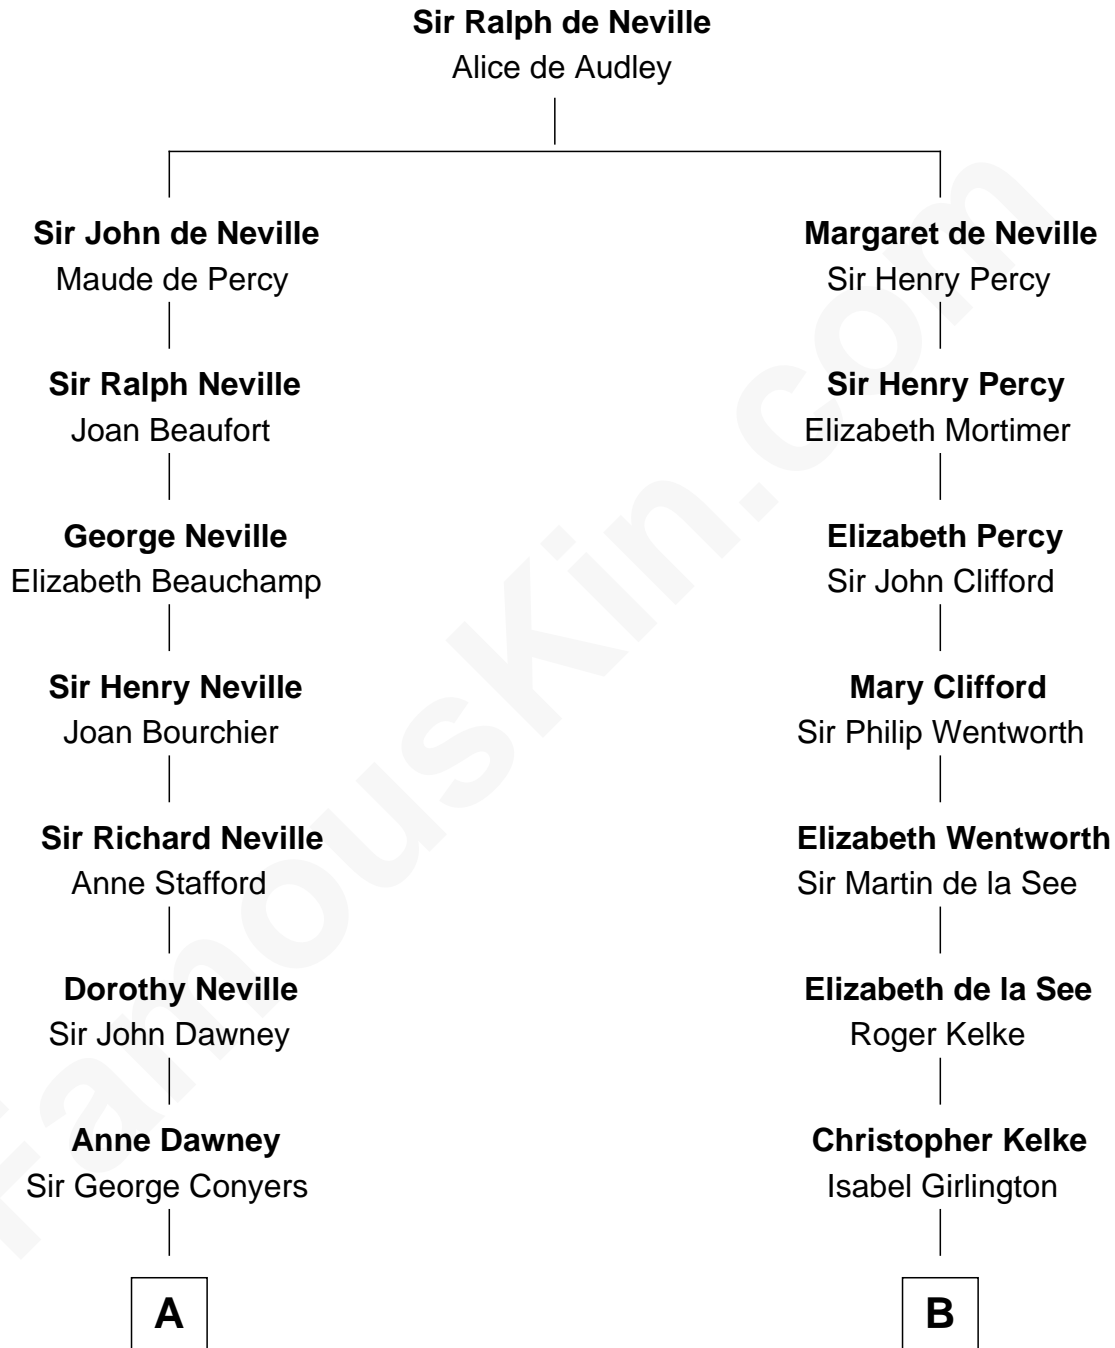 Sir Ralph de Neville
Alice de Audley
Sir John de Neville
Maude de Percy
Margaret de Neville
Sir Henry Percy
Sir Ralph Neville
Joan Beaufort
Sir Henry Percy
Elizabeth Mortimer
George Neville
Elizabeth Beauchamp
Elizabeth Percy
Sir John Clifford
Sir Henry Neville
Joan Bourchier
Mary Clifford
Sir Philip Wentworth
Sir Richard Neville
Anne Stafford
Elizabeth Wentworth
Sir Martin de la See
Dorothy Neville
Sir John Dawney
Elizabeth de la See
Roger Kelke
Anne Dawney
Sir George Conyers
Christopher Kelke
Isabel Girlington
A
B
FamousKin.com